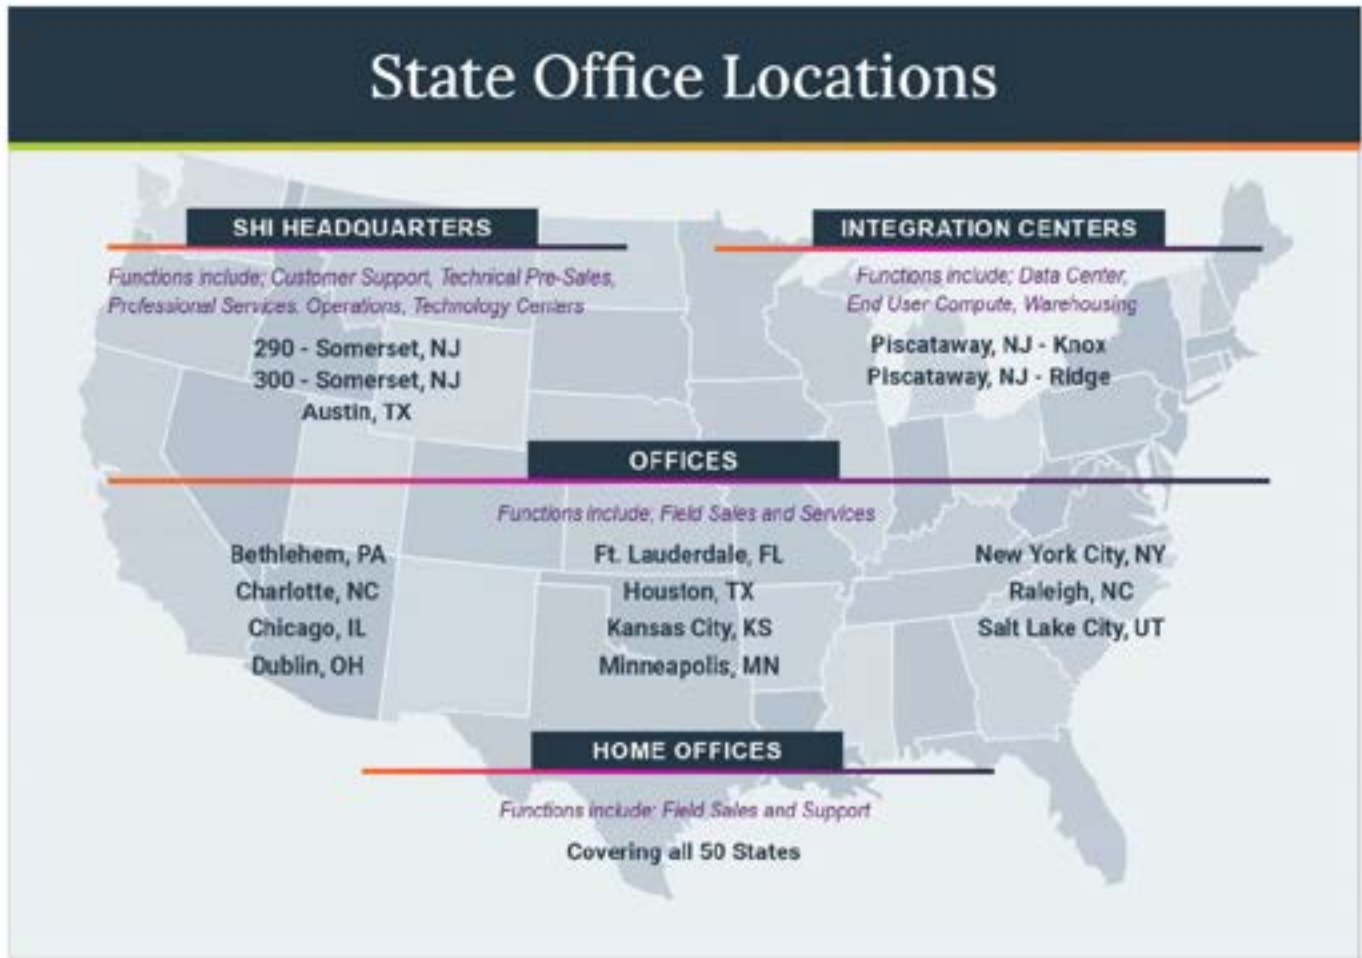 State Office Locations
SHI HEADQUARTERS
Functions include; Customer Support, Technical Pre-Sales,
Professional Services, Operations, Technology Centers
290 - Somerset, NJ
300 - Somerset, NJ
Austin, TX
INTEGRATION CENTERS
Functions include; Data Center,
End User Compute, Warehousing
Piscataway, NJ - Knox
Piscataway, NJ - Ridge
OFFICES
Functions include; Field Sales and Services
Bethlehem, PA
Charlotte, NC
Chicago, IL
Dublin, OH
Ft. Lauderdale, FL
Houston, TX
Kansas City, KS
Minneapolis, MN
New York City, NY
Raleigh, NC
Salt Lake City, UT
HOME OFFICES
Functions include; Field Sales and Support
Covering all 50 States